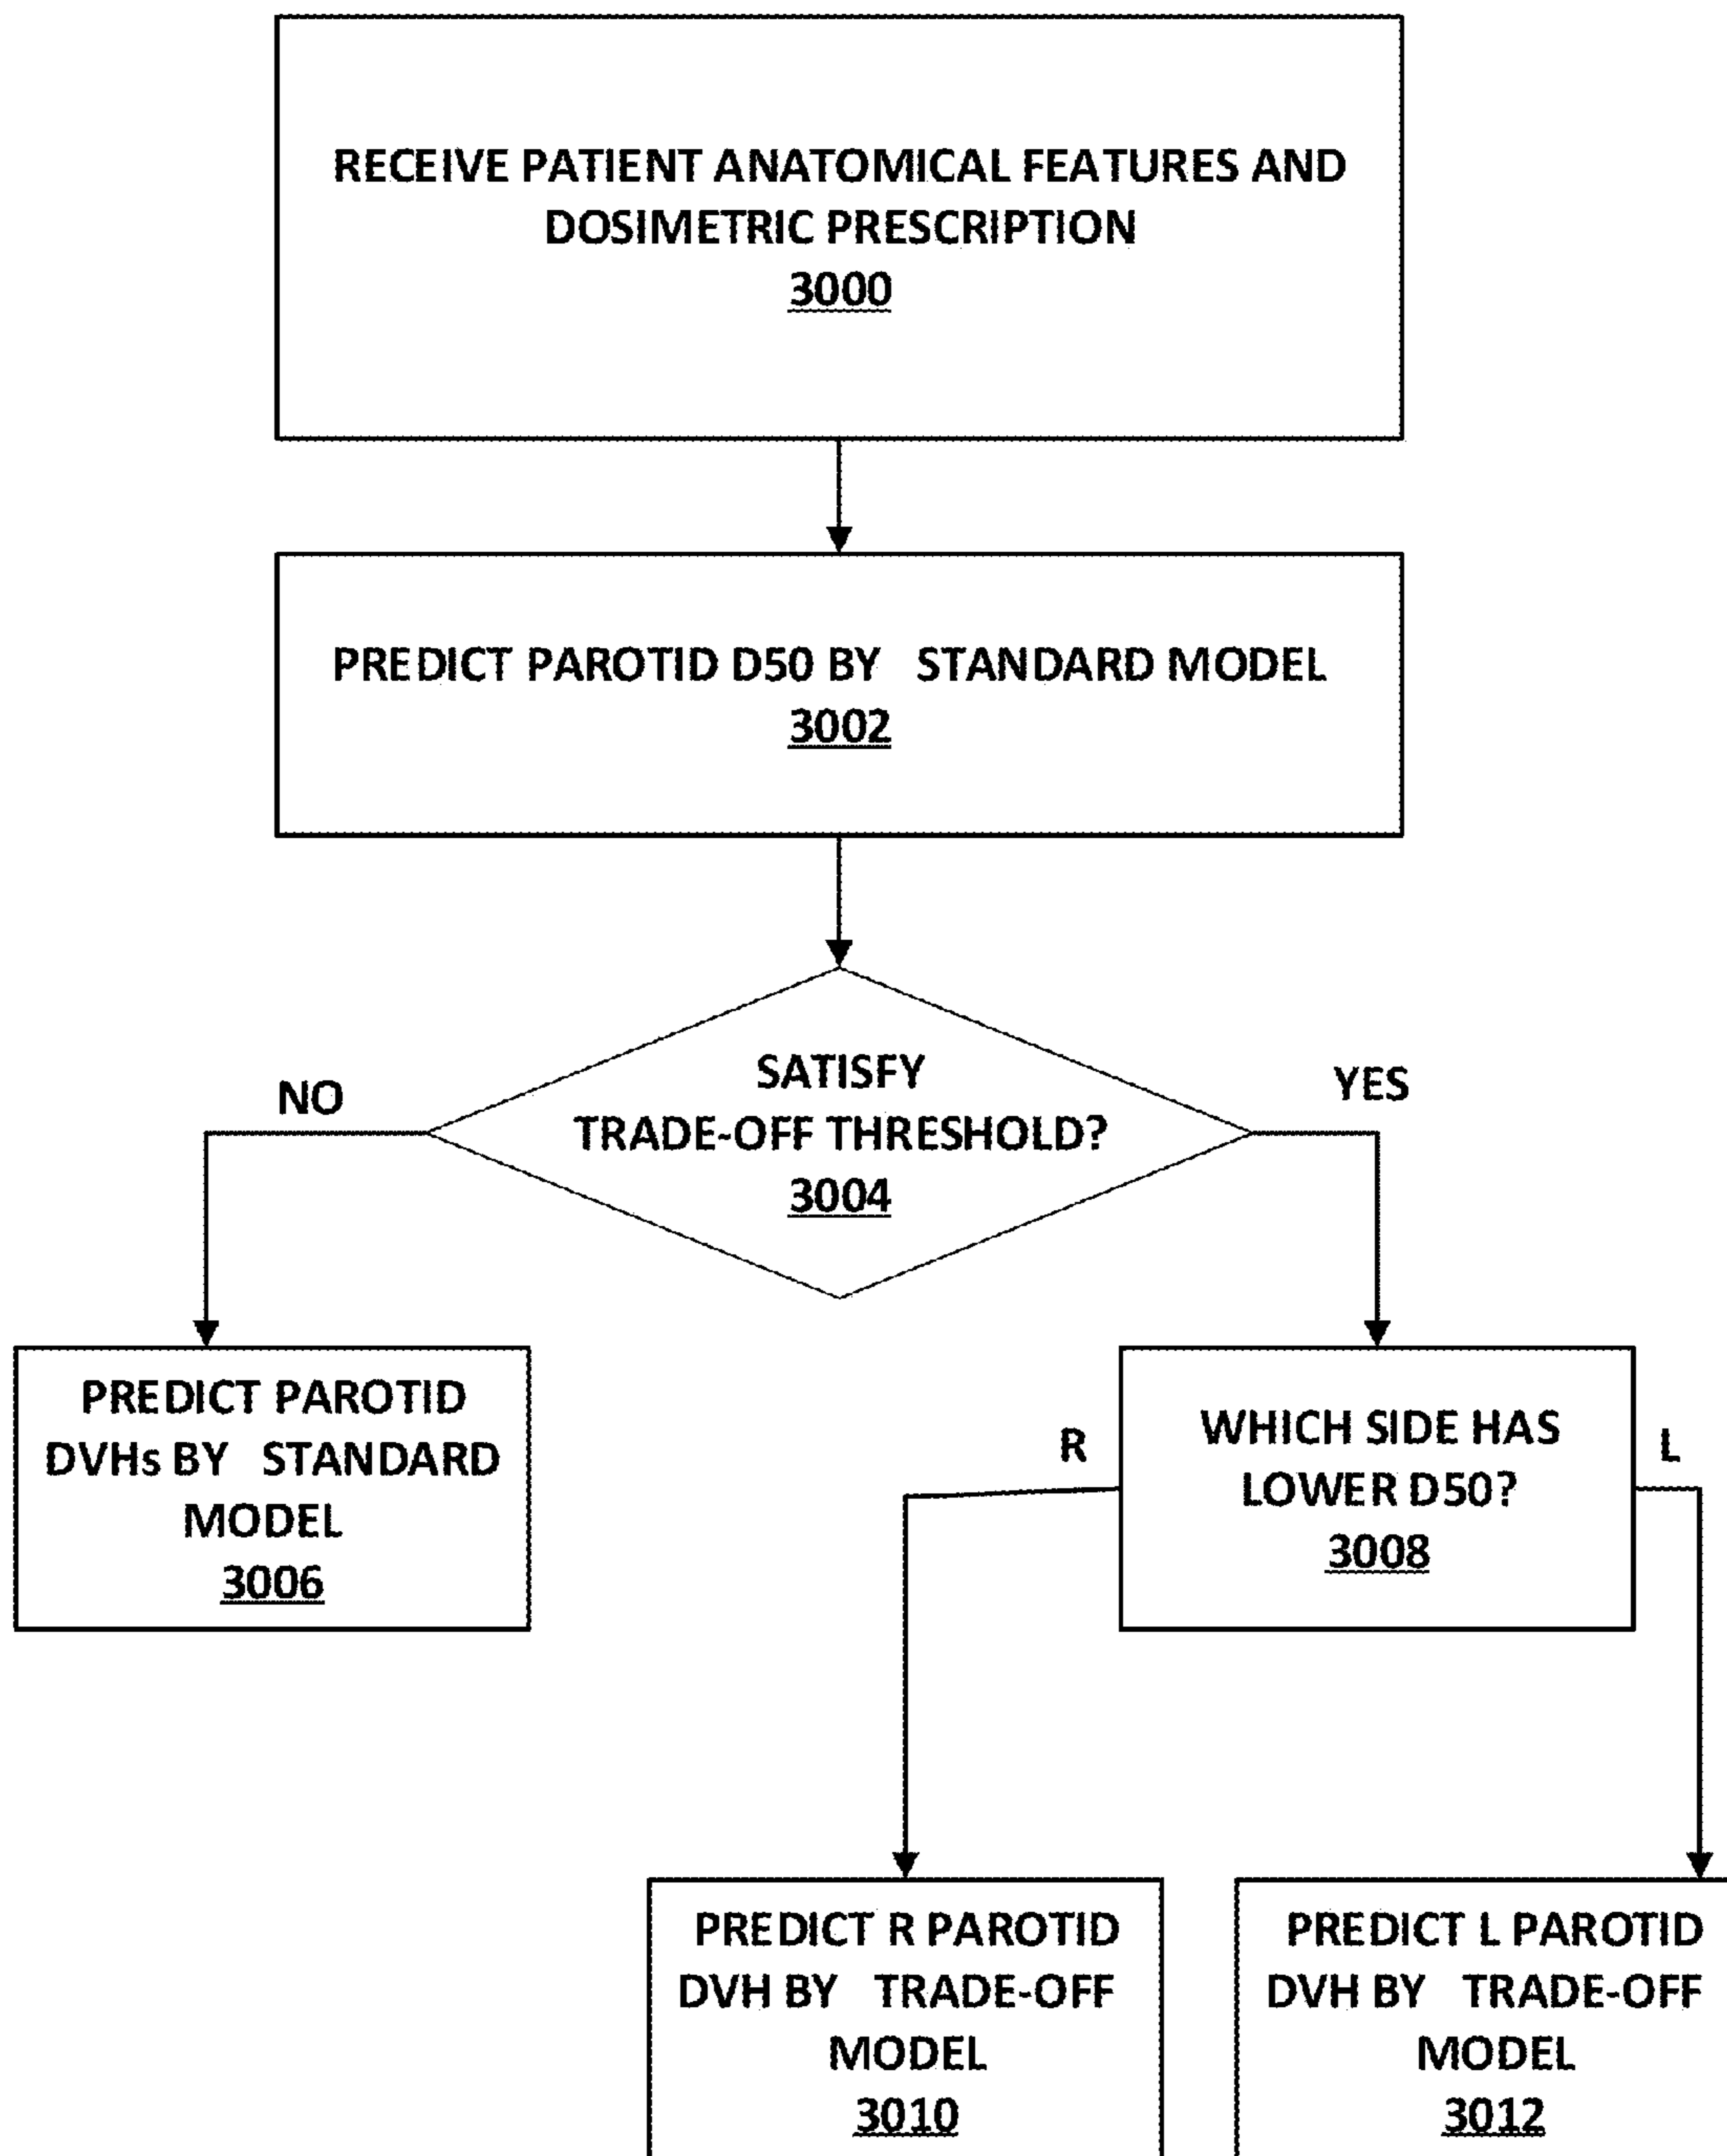 RECEIVE PATIENT ANATOMICAL FEATURES AND
DOSIMETRIC PRESCRIPTION
3000
PREDICT PAROTID D50 BY STANDARD MODEL
3002
SATISFY
TRADE-OFF THRESHOLD?
3004
NO
YES
PREDICT PAROTID
DVHs BY STANDARD
MODEL
3006
WHICH SIDE HAS
LOWER D50?
3008
R
L
PREDICT R PAROTID
DVH BY TRADE-OFF
MODEL
3010
PREDICT L PAROTID
DVH BY TRADE-OFF
MODEL
3012